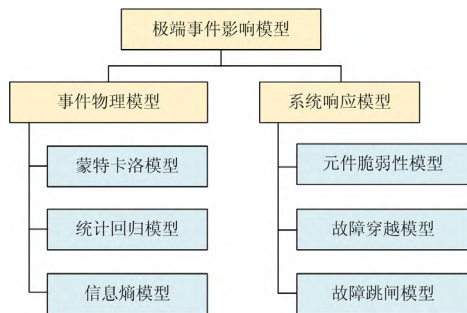 极端事件影响模型
事件物理模型
系统响应模型
蒙特卡洛模型
元件脆弱性模型
统计回归模型
故障穿越模型
信息熵模型
故障跳闸模型